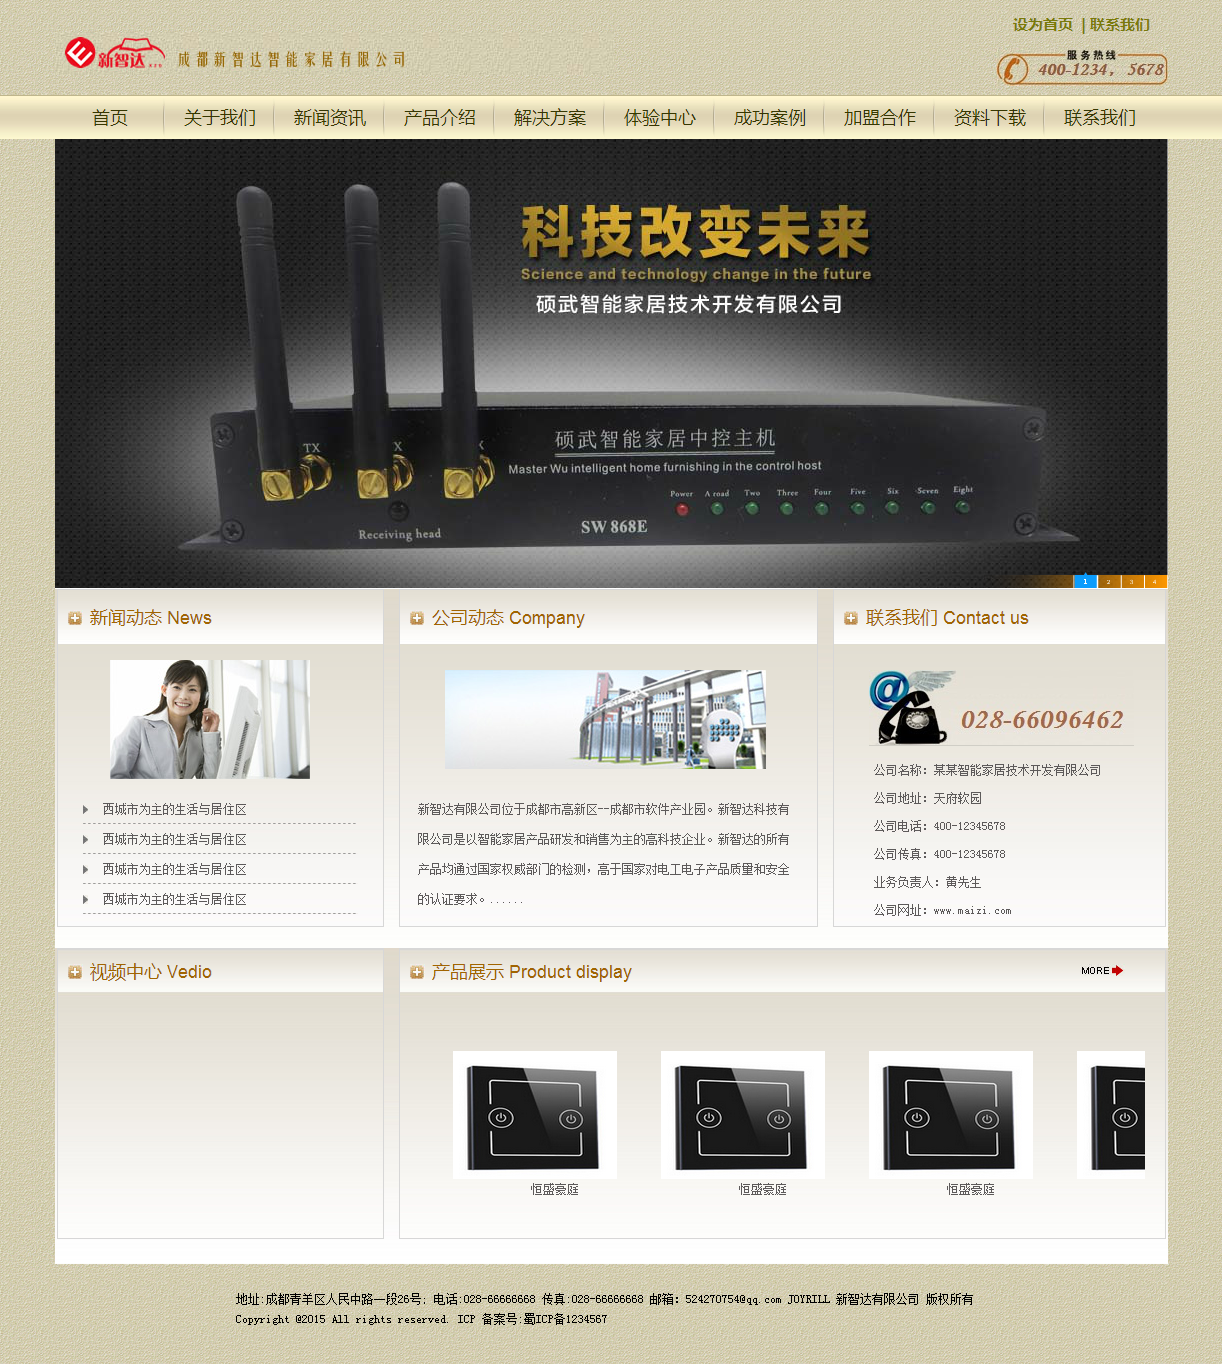 设为首页 | 联系我们
新智达
成都新智达智能家居有限公司
服务热线
400-1234, 5678
首页 关于我们 新闻资讯 产品介绍 解决方案 体验中心 成功案例 加盟合作 资料下载 联系我们
科技改变未来
Science and technology change in the future
硕武智能家居技术开发有限公司
硕武智能家居中控主机
TX X
Master Wu intelligent home furnishing in the control host
Power A road Two Three Four Five Six Seven Eight
SW 868E
Receiving head
1 2 3 4
新闻动态 News
西城市为主的生活与居住区
西城市为主的生活与居住区
西城市为主的生活与居住区
西城市为主的生活与居住区
公司动态 Company
新智达有限公司位于成都市高新区--成都市软件产业园。新智达科技有
限公司是以智能家居产品研发和销售为主的高科技企业。新智达的所有
产品均通过国家权威部门的检测，高于国家对电工电子产品质量和安全
的认证要求。......
联系我们 Contact us
028-66096462
公司名称：某某智能家居技术开发有限公司
公司地址：天府软园
公司电话：400-12345678
公司传真：400-12345678
业务负责人：黄先生
公司网址：www.maizi.com
视频中心 Vedio
产品展示 Product display
MORE
恒盛豪庭 恒盛豪庭 恒盛豪庭
地址:成都青羊区人民中路一段26号; 电话:028-66666668 传真:028-66666668 邮箱：524270754@qq.com JOYRILL 新智达有限公司 版权所有
Copyright @2015 All rights reserved. ICP 备案号:蜀ICP备1234567